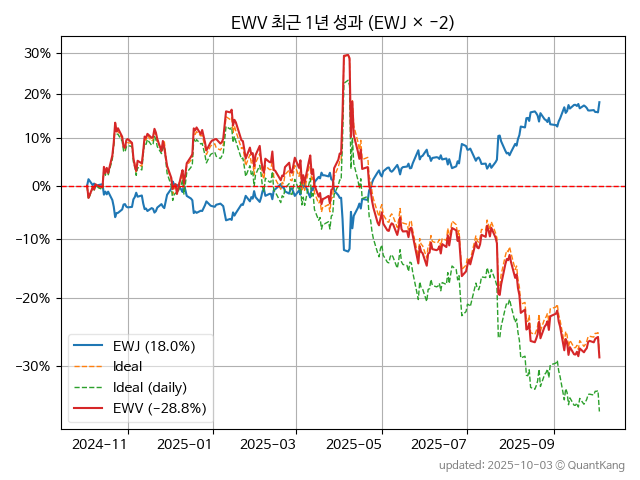 EWV 최근 1년 성과 (EWJ × −2)
30%
20%
10%
0%
−10%
−20%
−30%
EWJ (18.0%)
Ideal
Ideal (daily)
EWV (−28.8%)
2024-11
2025-01
2025-03
2025-05
2025-07
2025-09
updated: 2025-10-03 © QuantKang